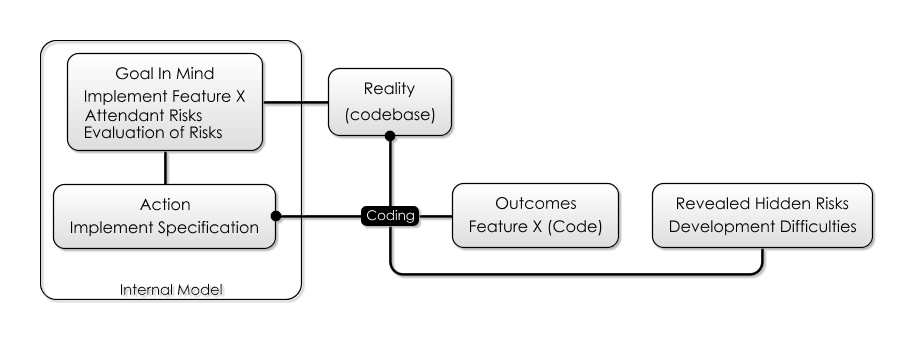 Goal In Mind
Implement Feature X
Attendant Risks
Evaluation of Risks
Reality
(codebase)
Action
Implement Specification
Coding
Outcomes
Feature X (Code)
Revealed Hidden Risks
Development Difficulties
Internal Model